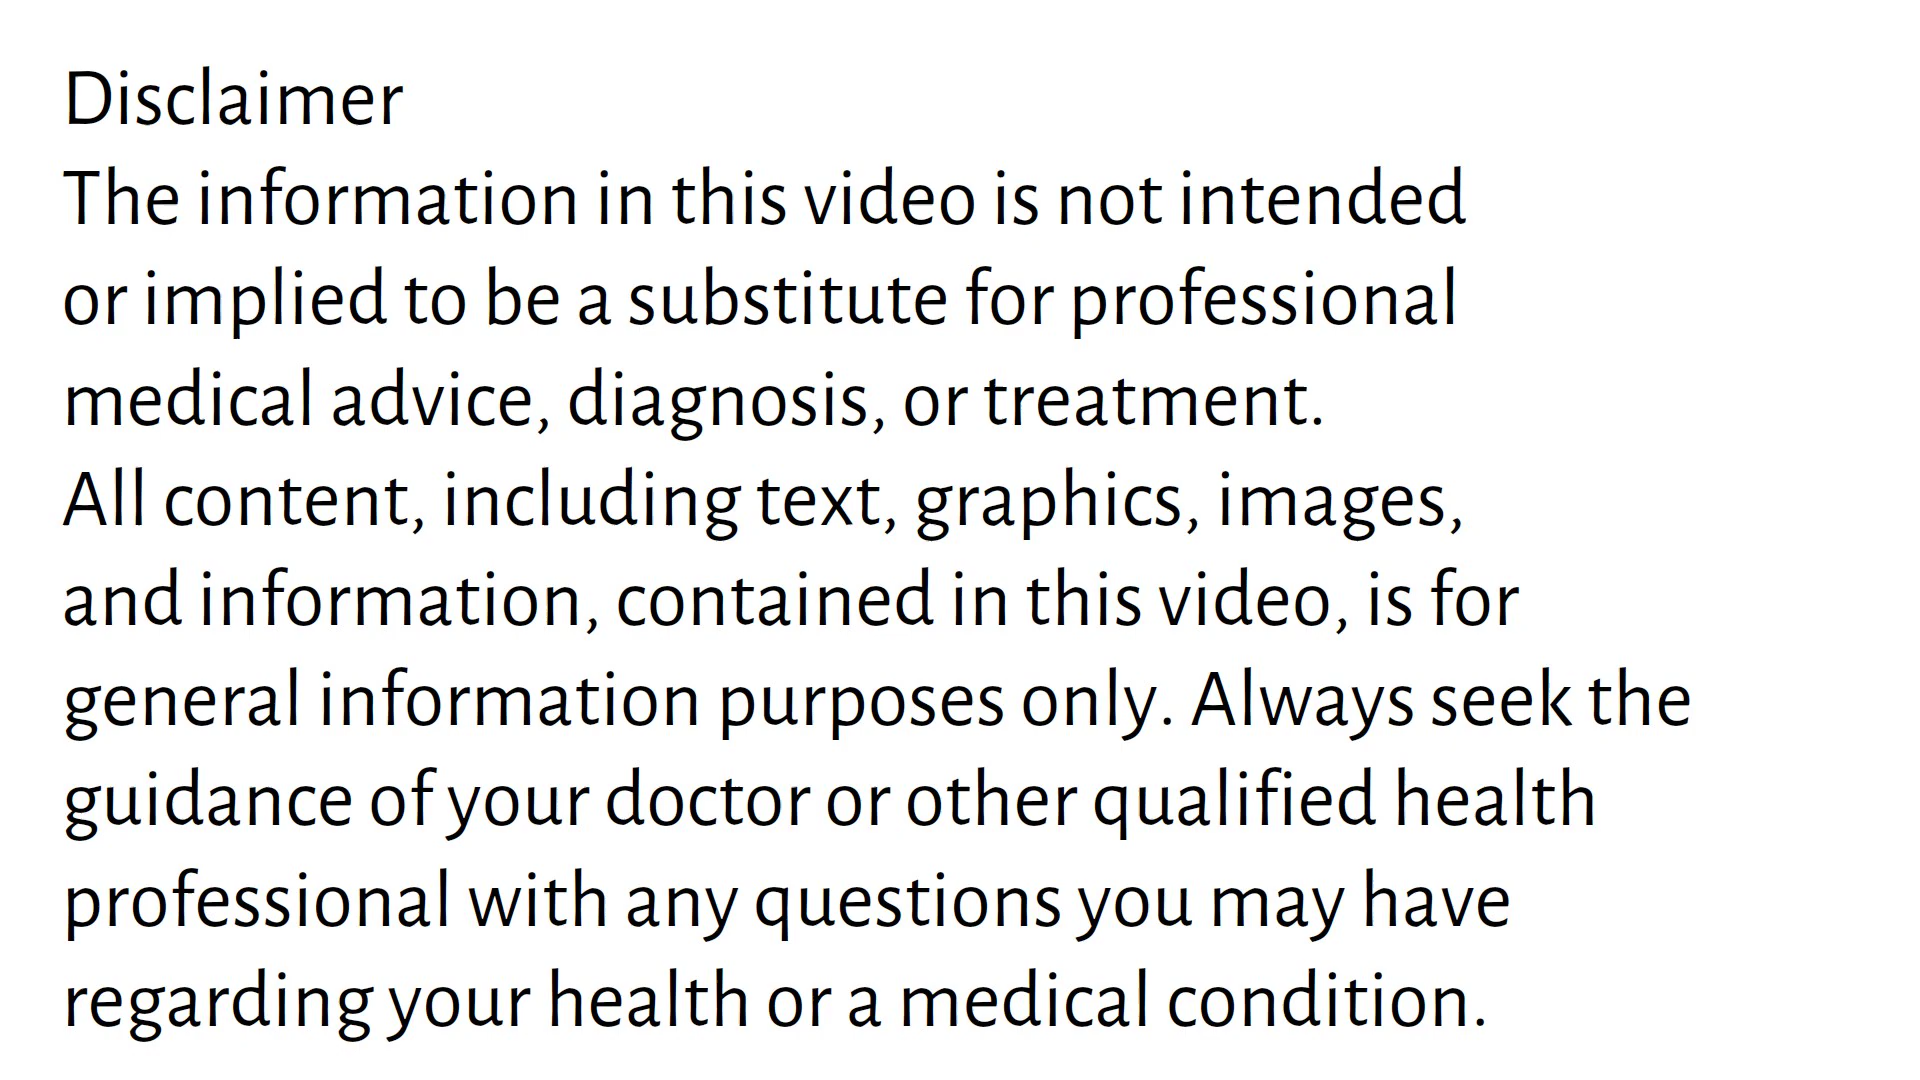 Disclaimer
The information in this video is not intended
or implied to be a substitute for professional
medical advice, diagnosis, or treatment.
All content, including text, graphics, images,
and information, contained in this video, is for
general information purposes only. Always seek the
guidance of your doctor or other qualified health
professional with any questions you may have
regarding your health or a medical condition.